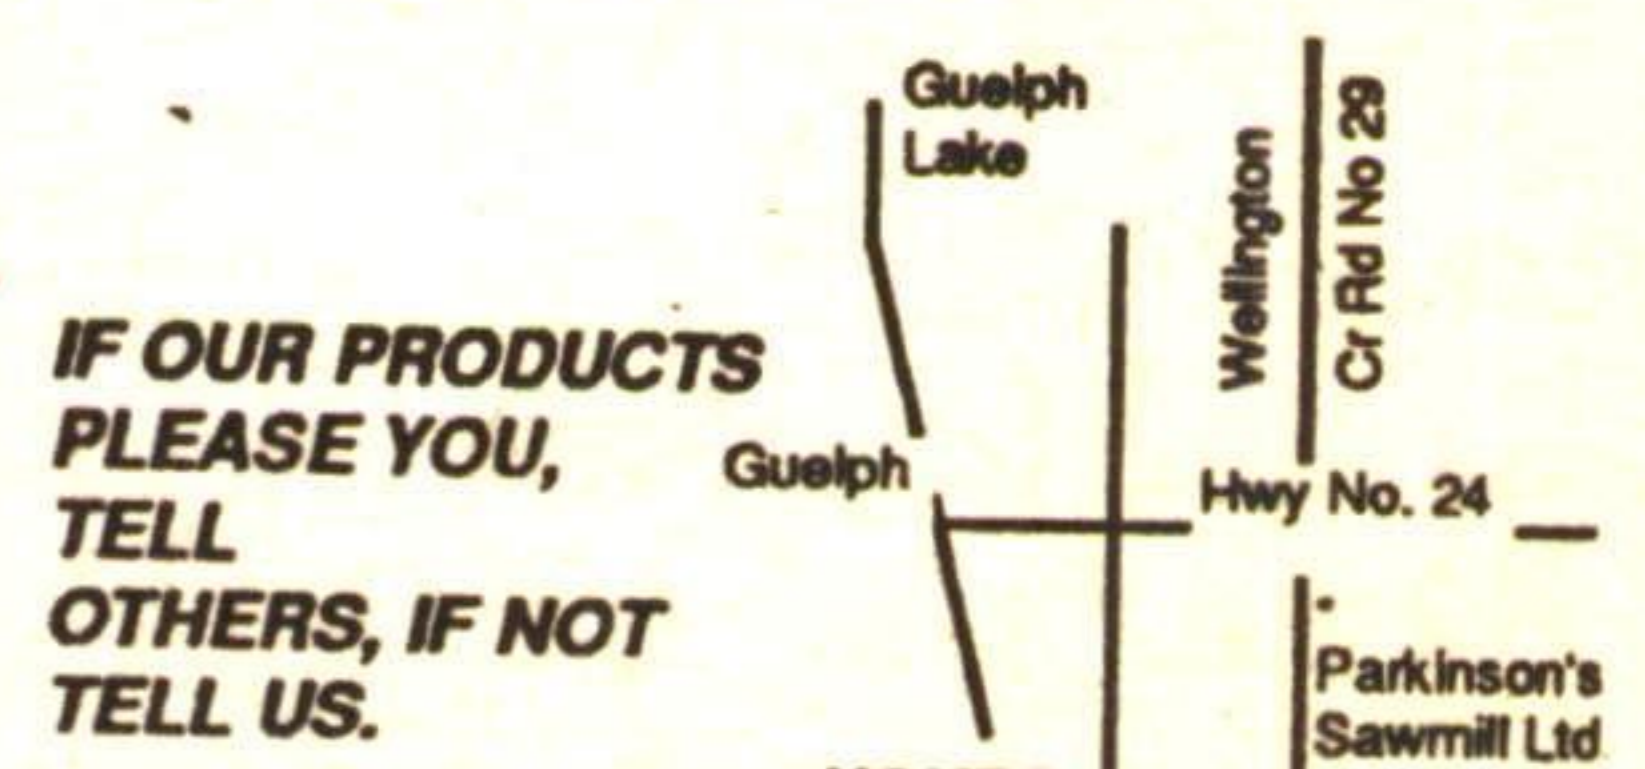 Guelph
Lake
Wellington
Cr Rd No 29
IF OUR PRODUCTS
PLEASE YOU,
TELL
OTHERS, IF NOT
TELL US.
Guelph
Hwy No. 24
Parkinson's
Sawmill Ltd